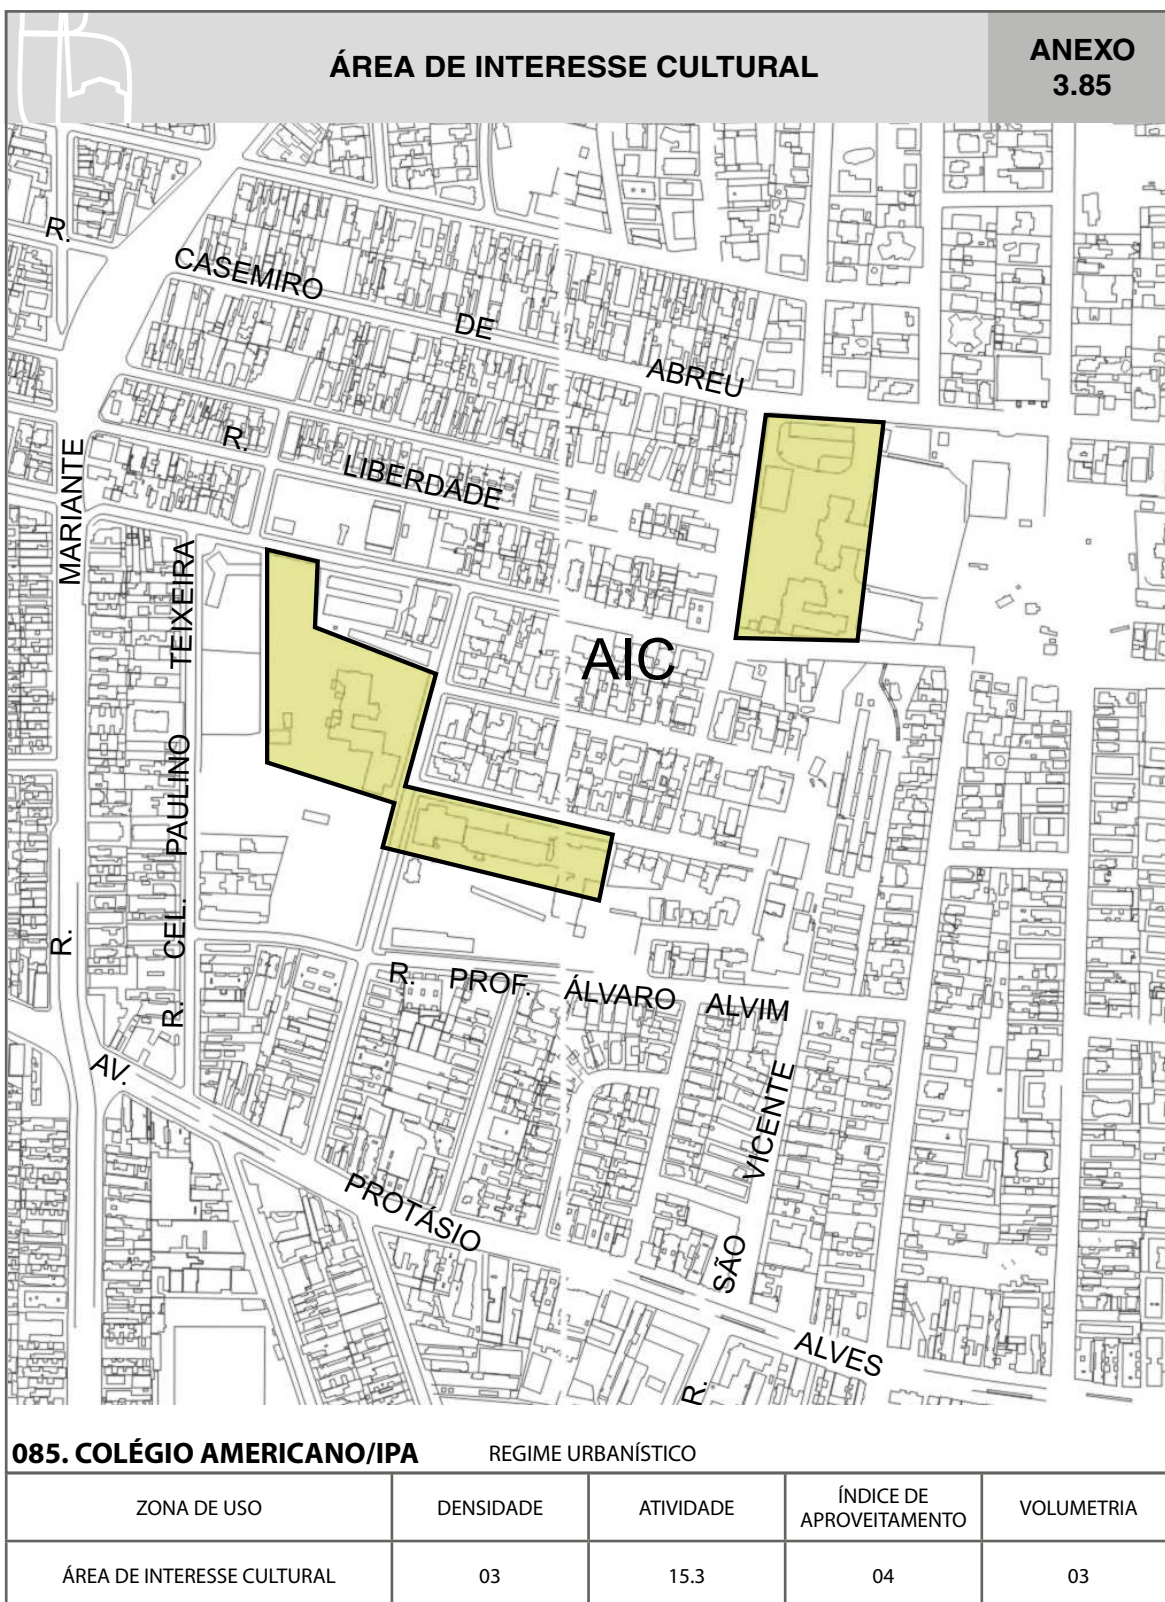 ÁREA DE INTERESSE CULTURAL
ANEXO
3.85
R. CASEMIRO DE ABREU
R. LIBERDADE
R. MARIANTE
R. CEL. PAULINO TEIXEIRA
AIC
R. PROF. ÁLVARO ALVIM
R. SÃO VICENTE
AV. PROTÁSIO ALVES
085. COLÉGIO AMERICANO/IPA
REGIME URBANÍSTICO
ZONA DE USO
DENSIDADE
ATIVIDADE
ÍNDICE DE
APROVEITAMENTO
VOLUMETRIA
ÁREA DE INTERESSE CULTURAL
03
15.3
04
03